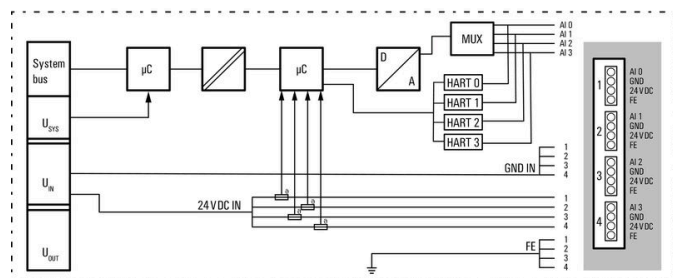 System bus
U SYS
U IN
U OUT
µC
µC
D
A
MUX
HART 0
HART 1
HART 2
HART 3
AI 0
AI 1
AI 2
AI 3
GND IN
1
2
3
4
24 V DC IN
1
2
3
4
FE
1
2
3
4
1
AI 0
GND
24 V DC
FE
2
AI 1
GND
24 V DC
FE
3
AI 2
GND
24 V DC
FE
4
AI 3
GND
24 V DC
FE